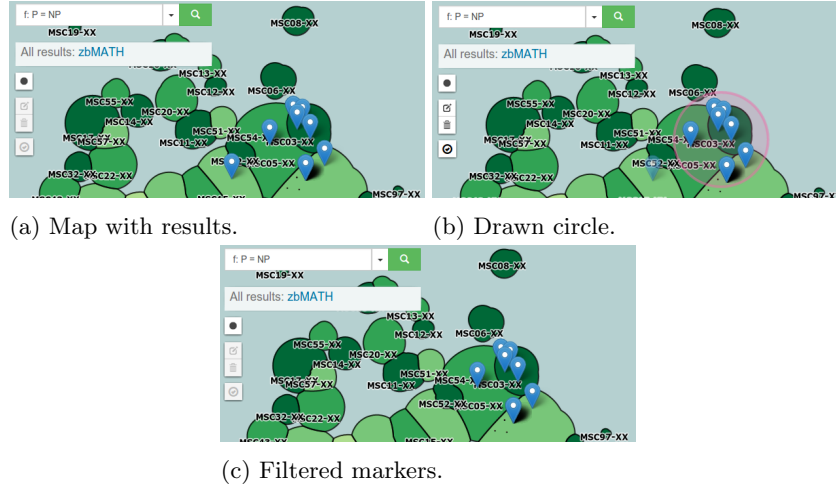 f: P = NP
MSC08-XX
MSC19-XX
All results: zbMATH
MSC13-XX
MSC12-XX
MSC06-XX
MSC55-XX
MSC20-XX
MSC14-XX
MSC51-XX
MSC54-XX
MSC57-XX
MSC11-XX
MSC03-XX
MSC05-XX
MSC32-XX
MSC22-XX
MSC97-XX
(a) Map with results.
f: P = NP
MSC08-XX
MSC19-XX
All results: zbMATH
MSC13-XX
MSC12-XX
MSC06-XX
MSC55-XX
MSC20-XX
MSC14-XX
MSC51-XX
MSC54-XX
MSC57-XX
MSC11-XX
MSC03-XX
MSC52-XX
MSC05-XX
MSC32-XX
MSC22-XX
MSC97-XX
(b) Drawn circle.
f: P = NP
MSC08-XX
MSC19-XX
All results: zbMATH
MSC13-XX
MSC12-XX
MSC06-XX
MSC55-XX
MSC20-XX
MSC14-XX
MSC51-XX
MSC54-XX
MSC57-XX
MSC11-XX
MSC03-XX
MSC52-XX
MSC05-XX
MSC32-XX
MSC22-XX
MSC97-XX
(c) Filtered markers.